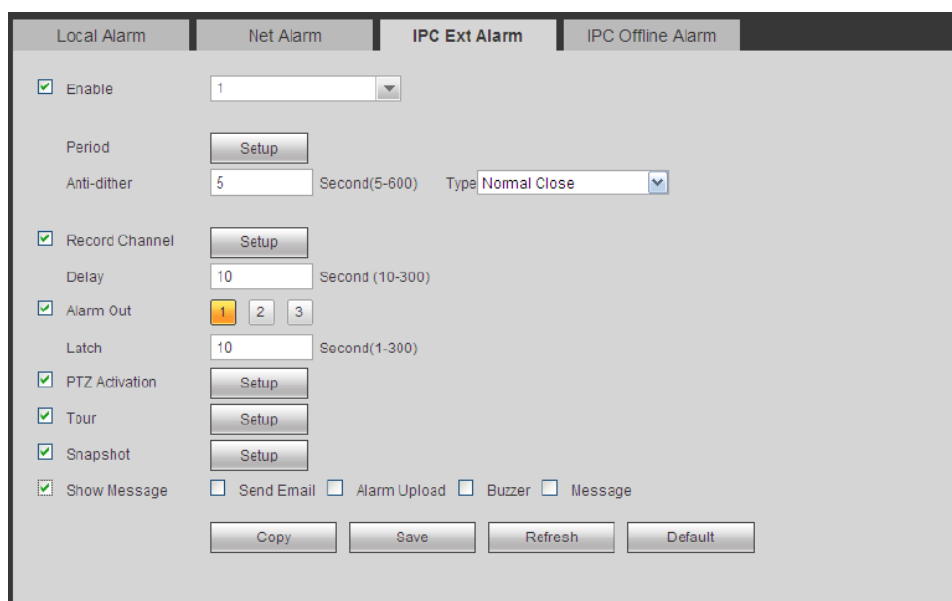 Local Alarm Net Alarm IPC Ext Alarm IPC Offline Alarm
Enable 1
Period Setup
Anti-dither 5 Second(5-600) Type Normal Close
Record Channel Setup
Delay 10 Second (10-300)
Alarm Out 1 2 3
Latch 10 Second(1-300)
PTZ Activation Setup
Tour Setup
Snapshot Setup
Show Message Send Email Alarm Upload Buzzer Message
Copy Save Refresh Default